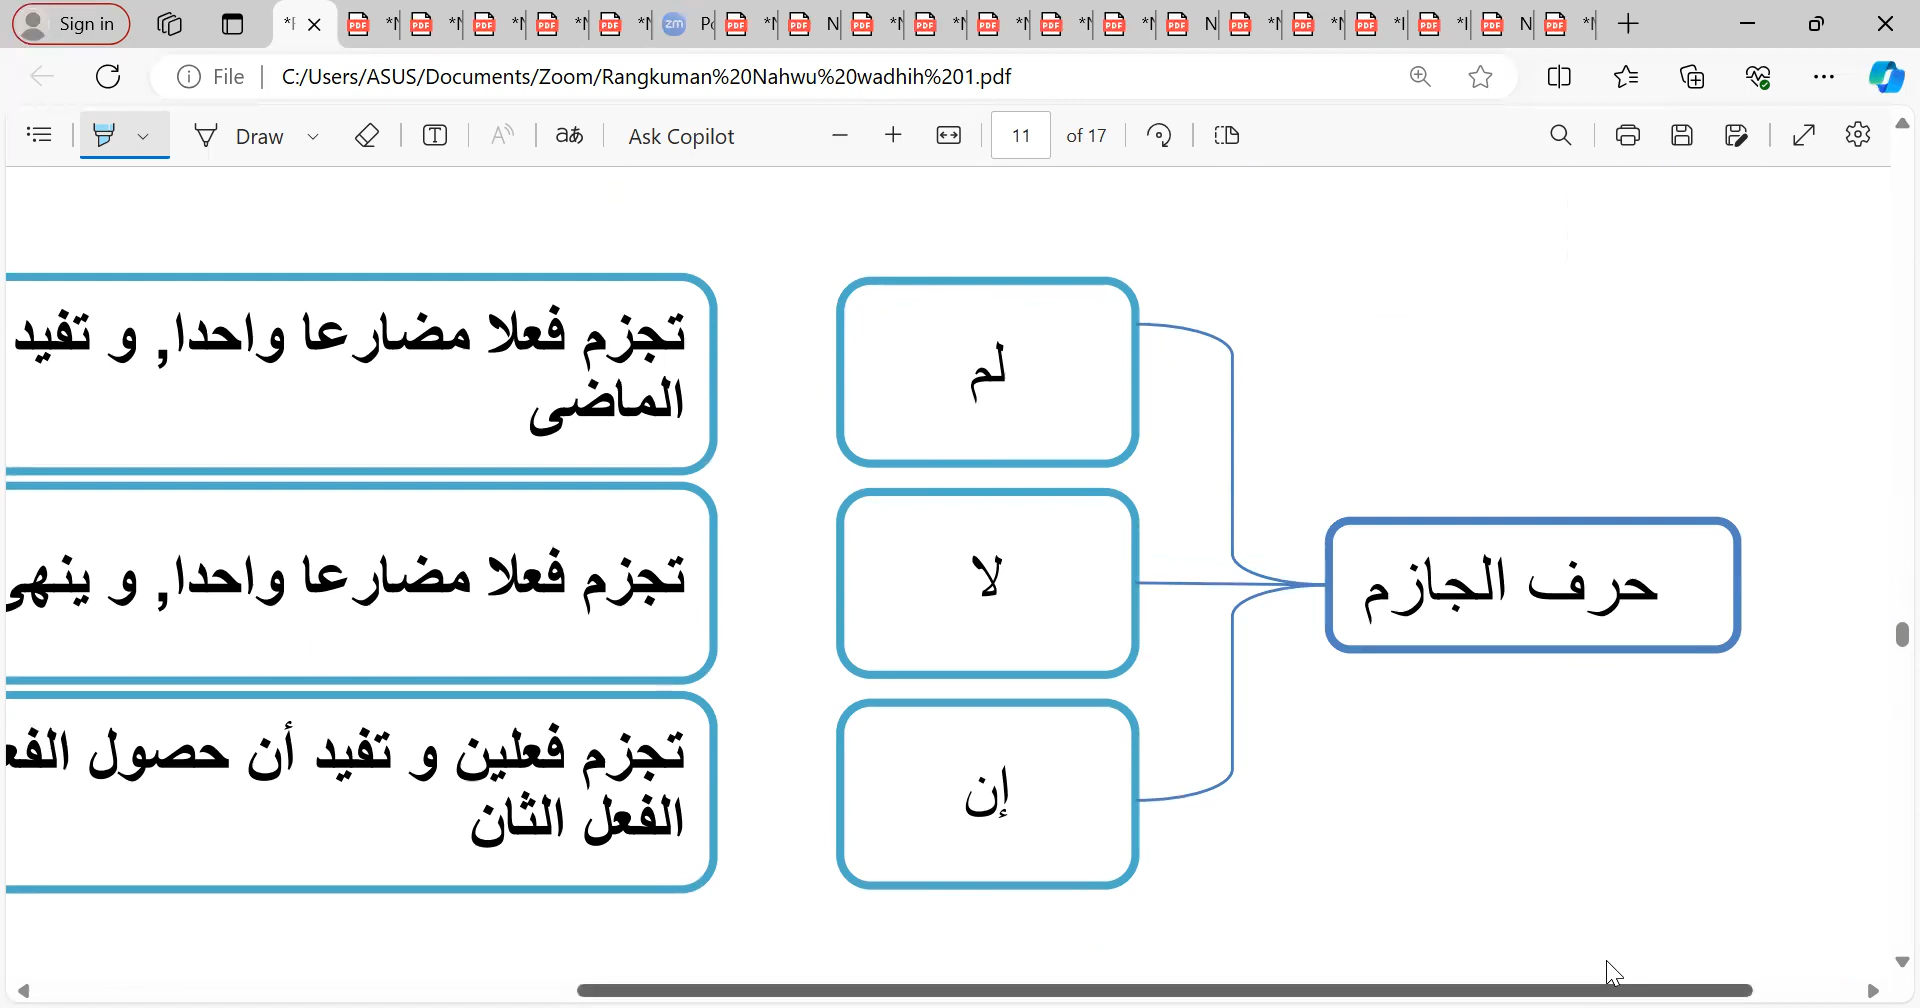 Sign in
File
C:/Users/ASUS/Documents/Zoom/Rangkuman%20Nahwu%20wadhih%201.pdf
Draw
Ask Copilot
11
of 17
حرف الجازم
لم
تجزم فعلا مضارعا واحدا, و تفيد
الماضى
لا
تجزم فعلا مضارعا واحدا, و ينهى
إن
تجزم فعلين و تفيد أن حصول
الفعل الثان